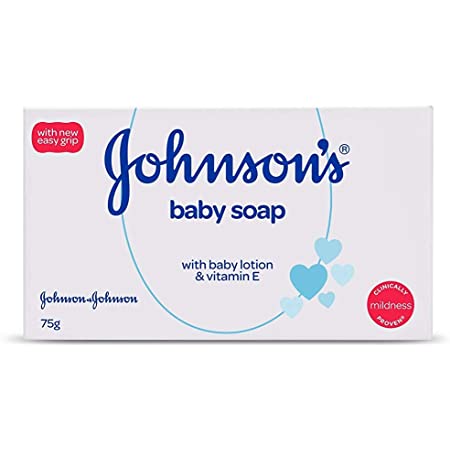 with new
easy grip
Johnson's®
baby soap
with baby lotion
& vitamin E
Johnson & Johnson
75g
CLINICALLY
mildness
PROVEN®